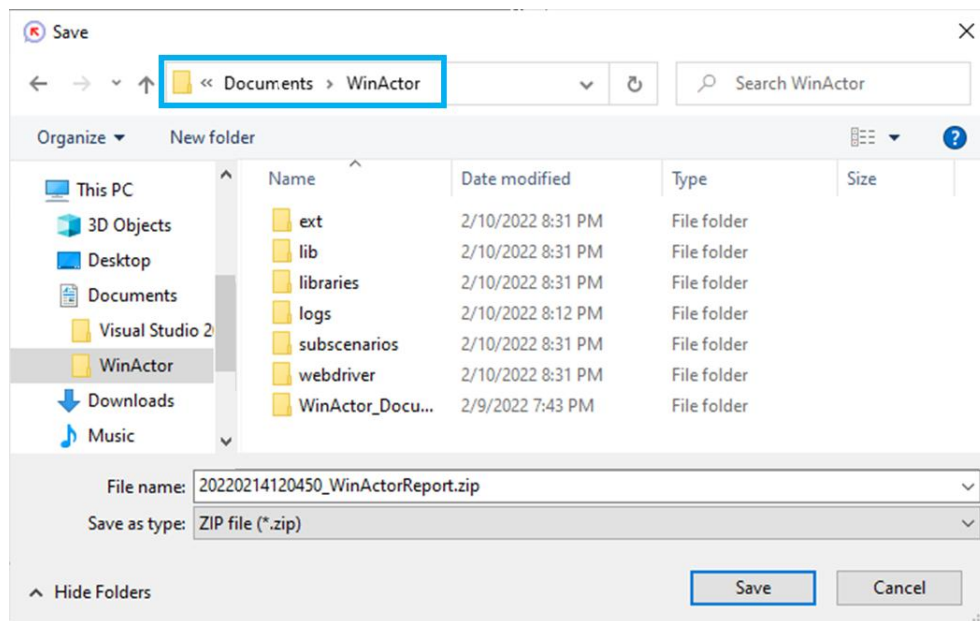 Save
« Documents › WinActor
Search WinActor
Organize New folder
?
Name Date modified Type Size
This PC
3D Objects
Desktop
Documents
Visual Studio 2
WinActor
Downloads
Music
ext 2/10/2022 8:31 PM File folder
lib 2/10/2022 8:31 PM File folder
libraries 2/10/2022 8:31 PM File folder
logs 2/10/2022 8:12 PM File folder
subscenarios 2/10/2022 8:31 PM File folder
webdriver 2/10/2022 8:31 PM File folder
WinActor_Docu... 2/9/2022 7:43 PM File folder
File name: 20220214120450_WinActorReport.zip
Save as type: ZIP file (*.zip)
Hide Folders Save Cancel